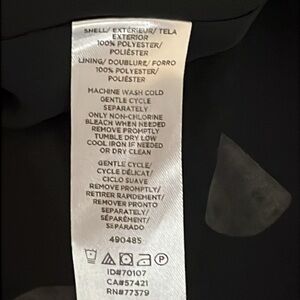 SHELL/ EXTÉRIEUR/ TELA
EXTERIOR
100% POLYESTER/
POLIÉSTER
LINING/ DOUBLURE/ FORRO
100% POLYESTER/
POLIÉSTER
MACHINE WASH COLD
GENTLE CYCLE
SEPARATELY
ONLY NON-CHLORINE
BLEACH WHEN NEEDED
REMOVE PROMPTLY
TUMBLE DRY LOW
COOL IRON IF NEEDED
OR DRY CLEAN
GENTLE CYCLE/
CYCLE DÉLICAT/
CICLO SUAVE
REMOVE PROMPTLY/
RETIRER RAPIDEMENT/
REMOVER PRONTO
SEPARATELY/
SÉPARÉMENT/
SEPARADO
490485
ID#70107
CA#57421
RN#77379